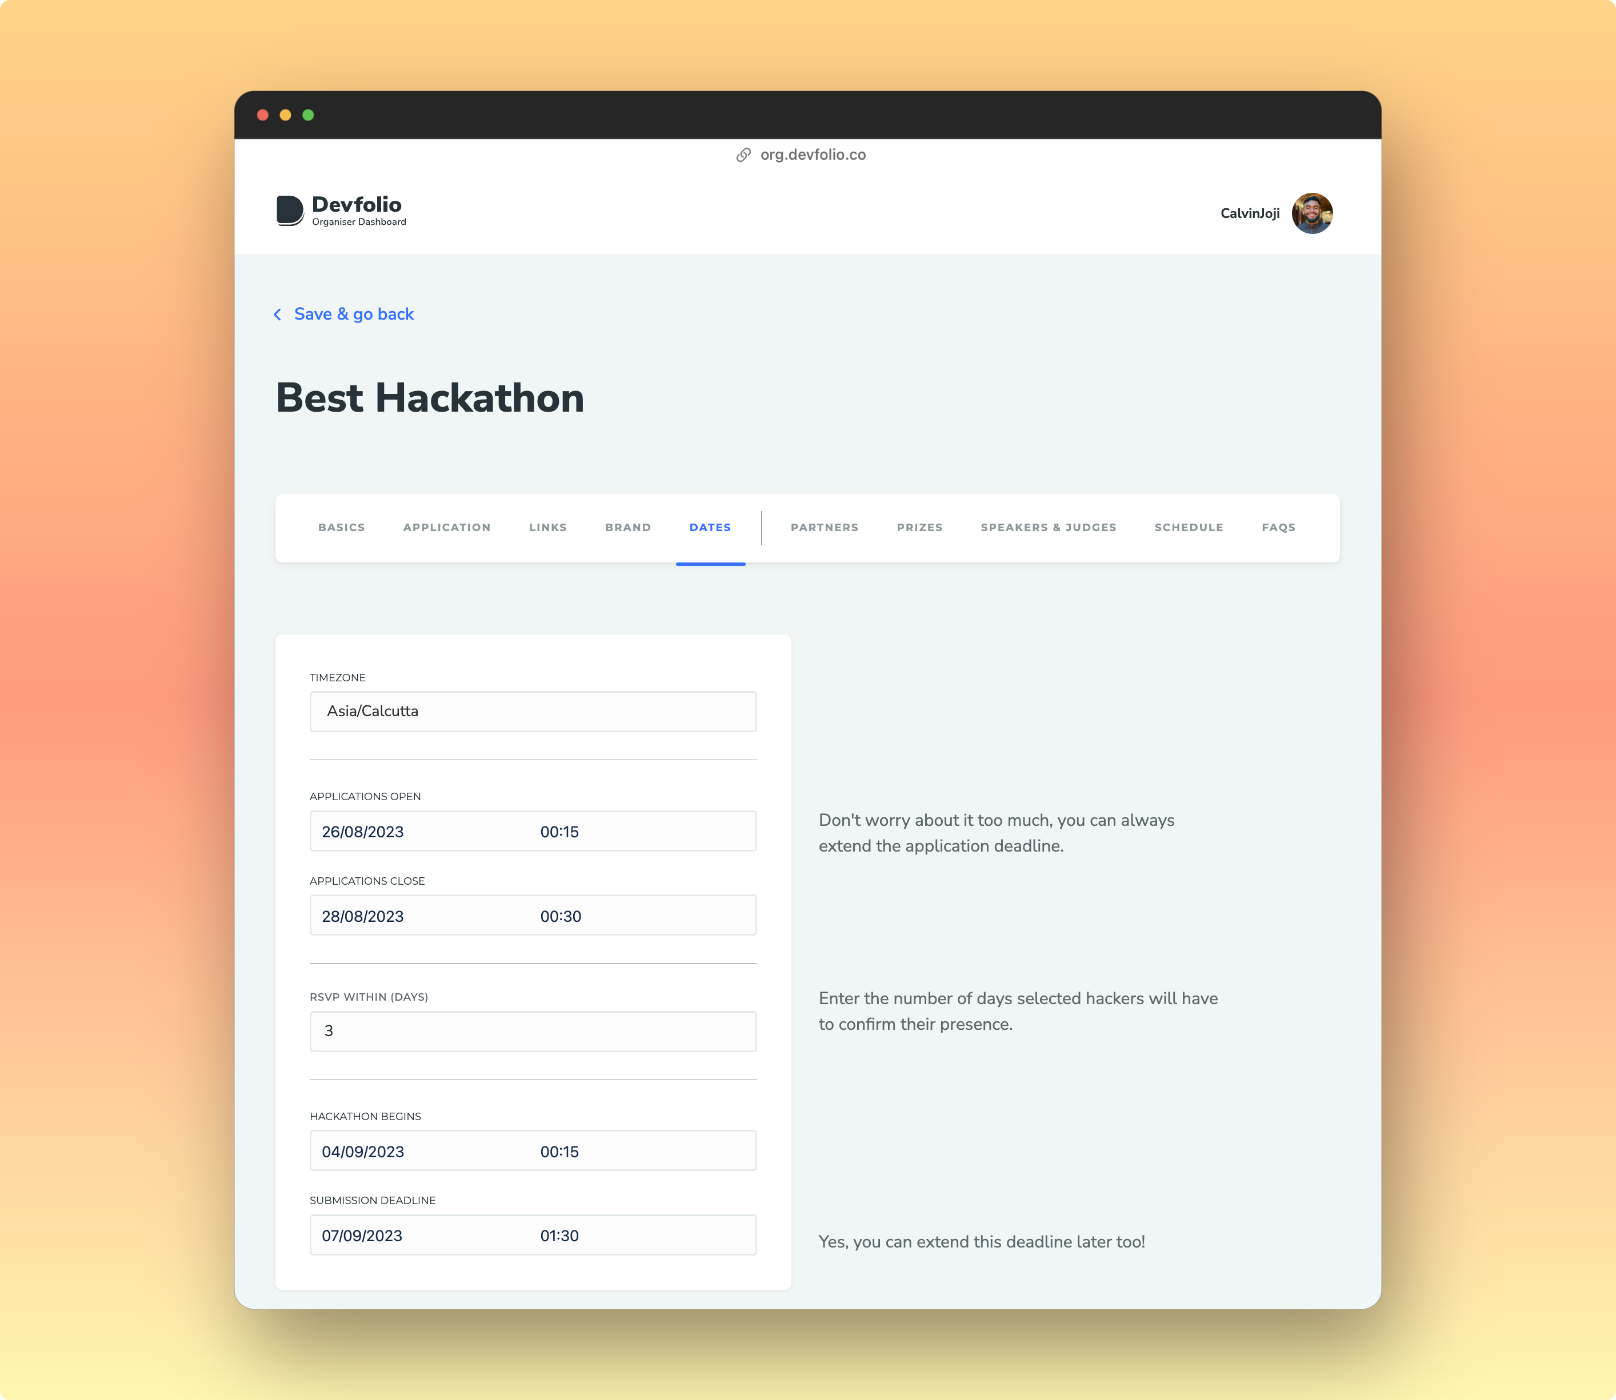 org.devfolio.co
Devfolio
Organiser Dashboard
CalvinJoji
Save & go back
Best Hackathon
BASICS APPLICATION LINKS BRAND DATES PARTNERS PRIZES SPEAKERS & JUDGES SCHEDULE FAQS
TIMEZONE
Asia/Calcutta
APPLICATIONS OPEN
26/08/2023 00:15
Don't worry about it too much, you can always
extend the application deadline.
APPLICATIONS CLOSE
28/08/2023 00:30
RSVP WITHIN (DAYS)
3
Enter the number of days selected hackers will have
to confirm their presence.
HACKATHON BEGINS
04/09/2023 00:15
SUBMISSION DEADLINE
07/09/2023 01:30
Yes, you can extend this deadline later too!